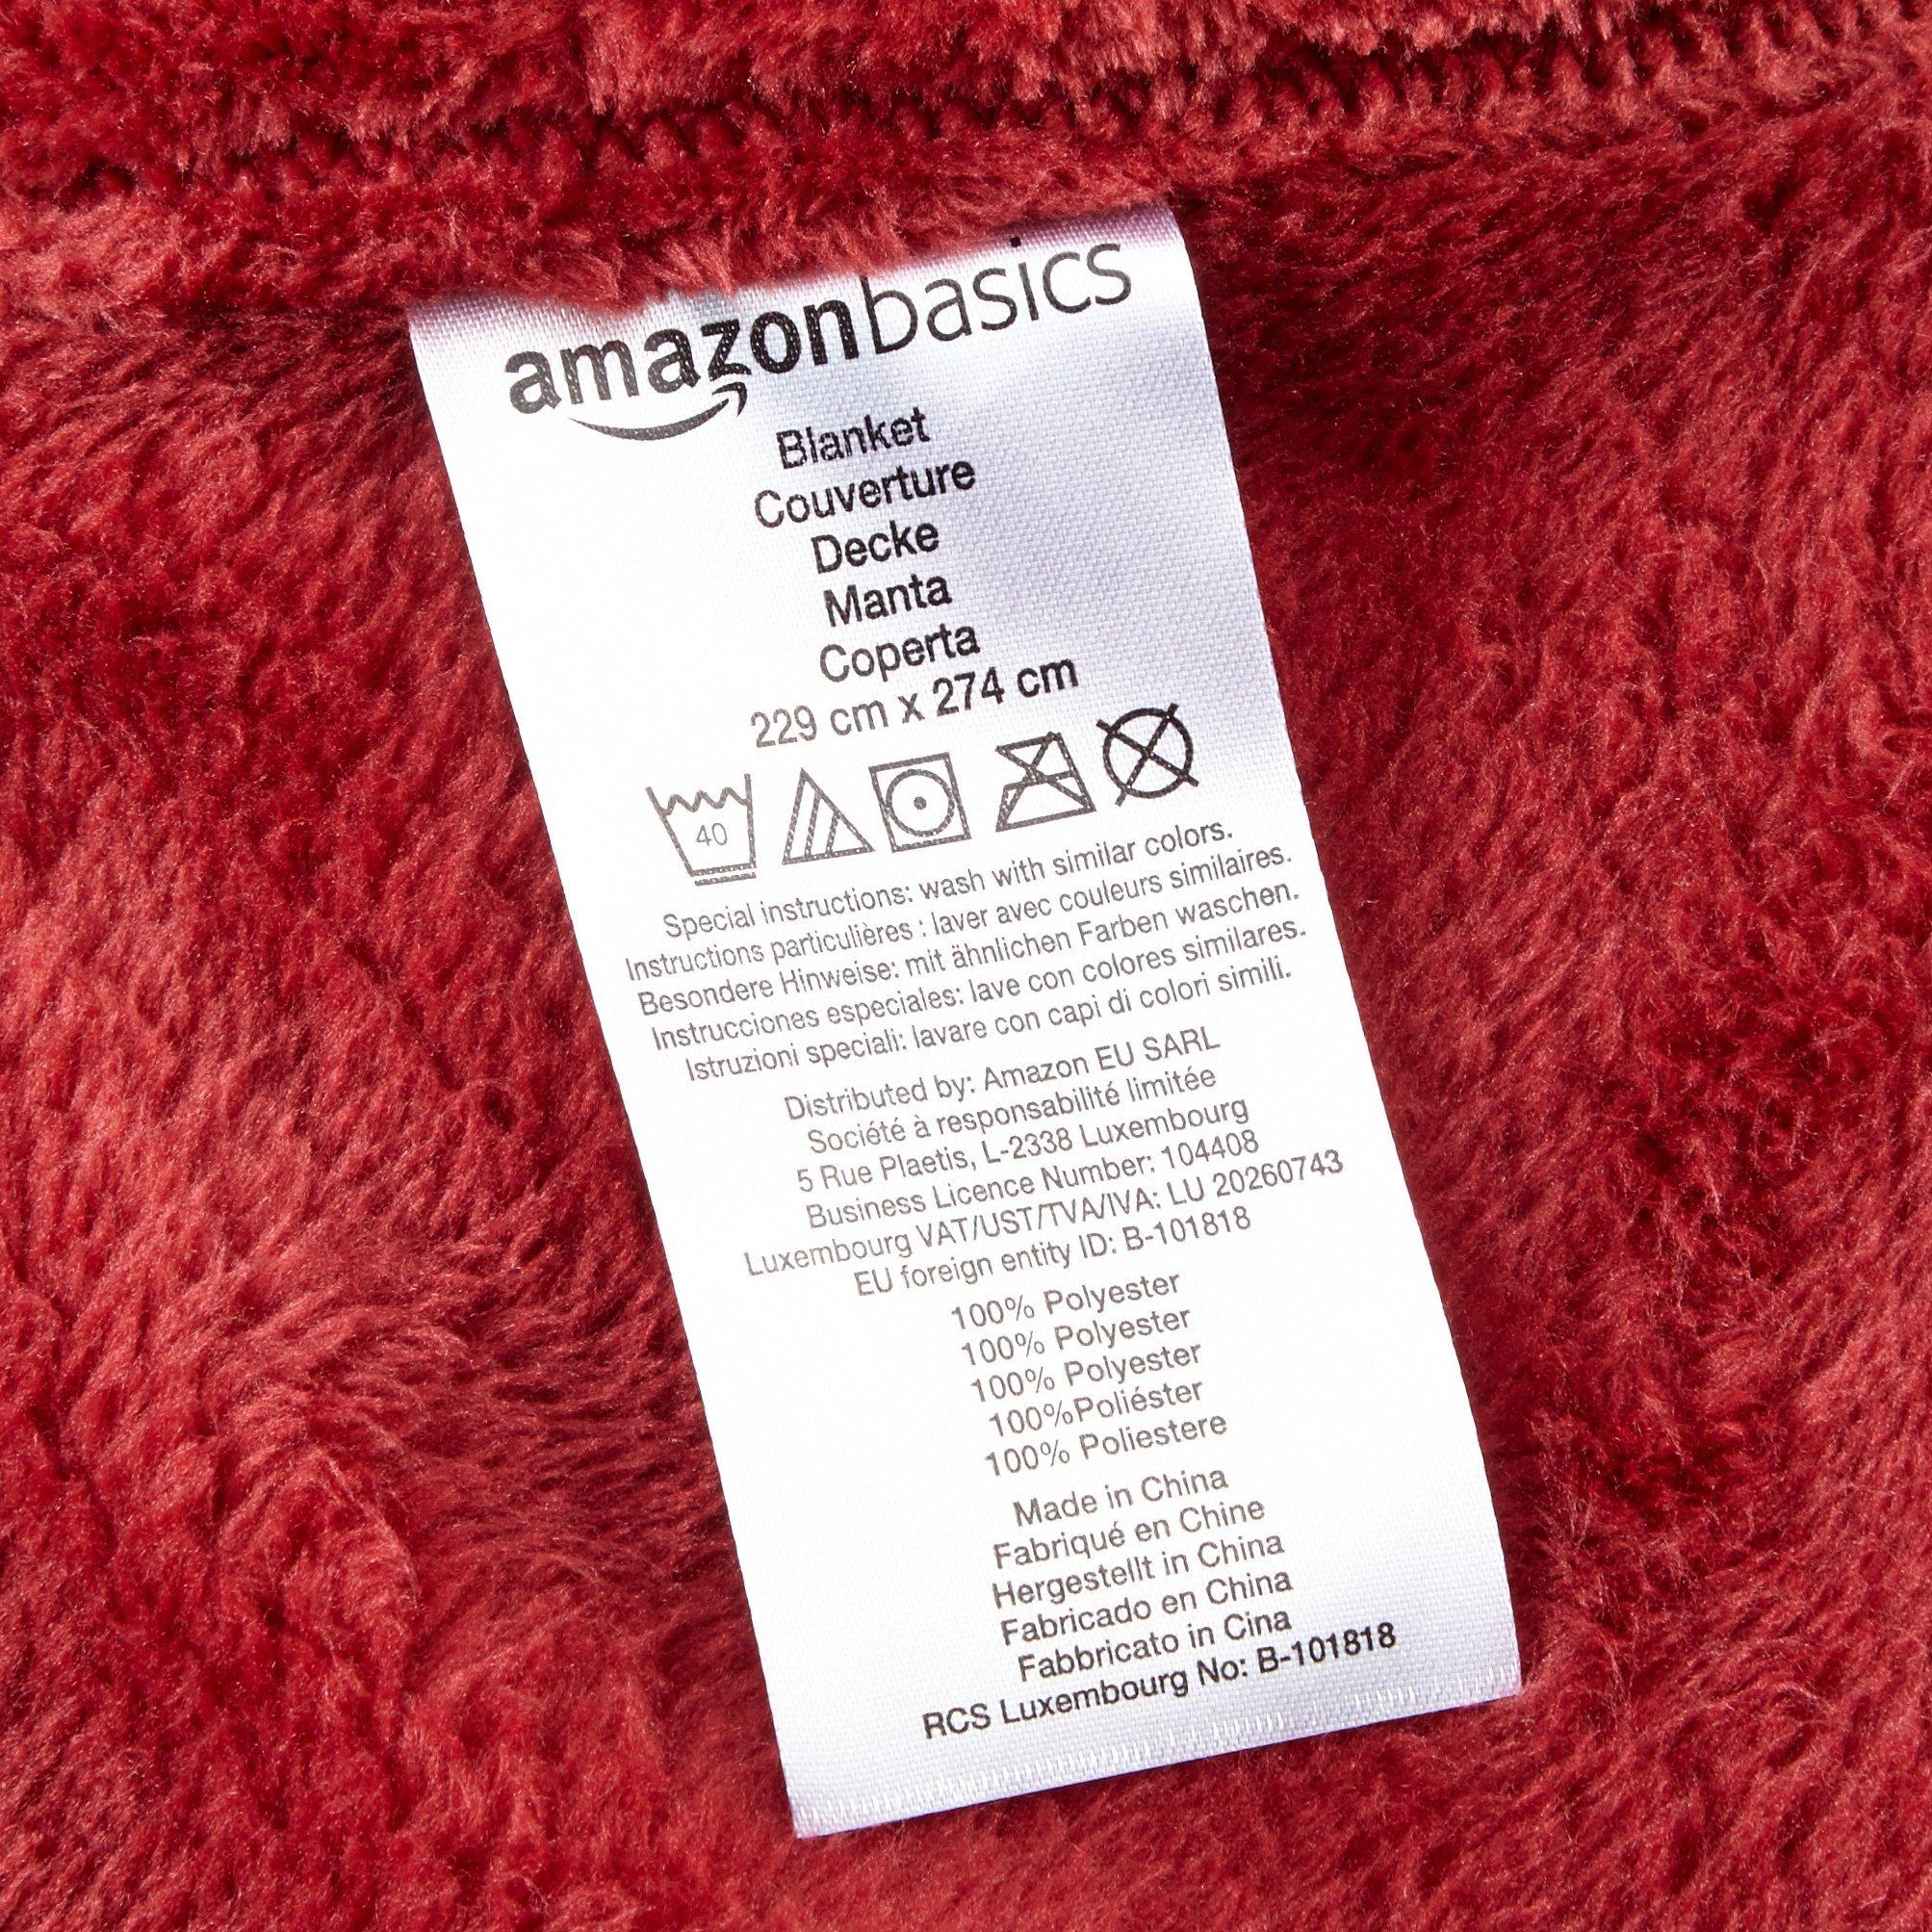 amazonbasics
Blanket
Couverture
Decke
Manta
Coperta
229 cm x 274 cm
40
Special instructions: wash with similar colors.
Instructions particulières : laver avec couleurs similaires.
Besondere Hinweise: mit ähnlichen Farben waschen.
Instrucciones especiales: lave con colores similares.
Istruzioni speciali: lavare con capi di colori simili.
Distributed by: Amazon EU SARL
Société à responsabilité limitée
5 Rue Plaetis, L-2338 Luxembourg
Business Licence Number: 104408
Luxembourg VAT/UST/TVA/IVA: LU 20260743
EU foreign entity ID: B-101818
100% Polyester
100% Polyester
100% Polyester
100%Poliéster
100% Poliestere
Made in China
Fabriqué en Chine
Hergestellt in China
Fabricado en China
Fabbricato in Cina
RCS Luxembourg No: B-101818